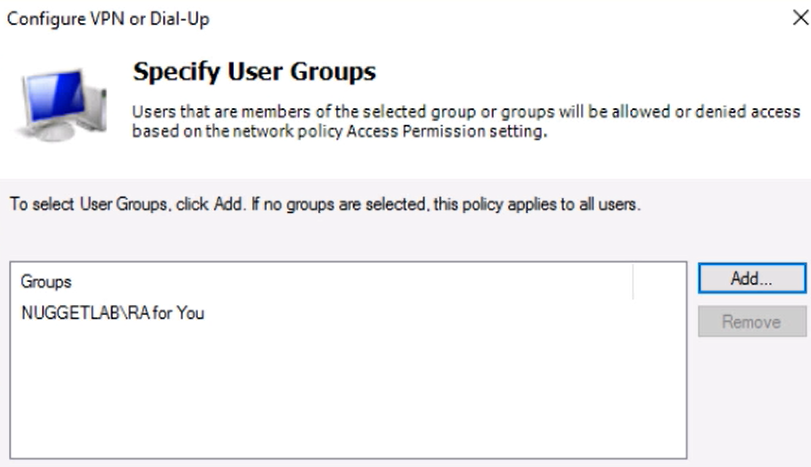 Configure VPN or Dial-Up
Specify User Groups
Users that are members of the selected group or groups will be allowed or denied access
based on the network policy Access Permission setting.
To select User Groups, click Add. If no groups are selected, this policy applies to all users.
Groups
NUGGETLAB\RA for You
Add...
Remove